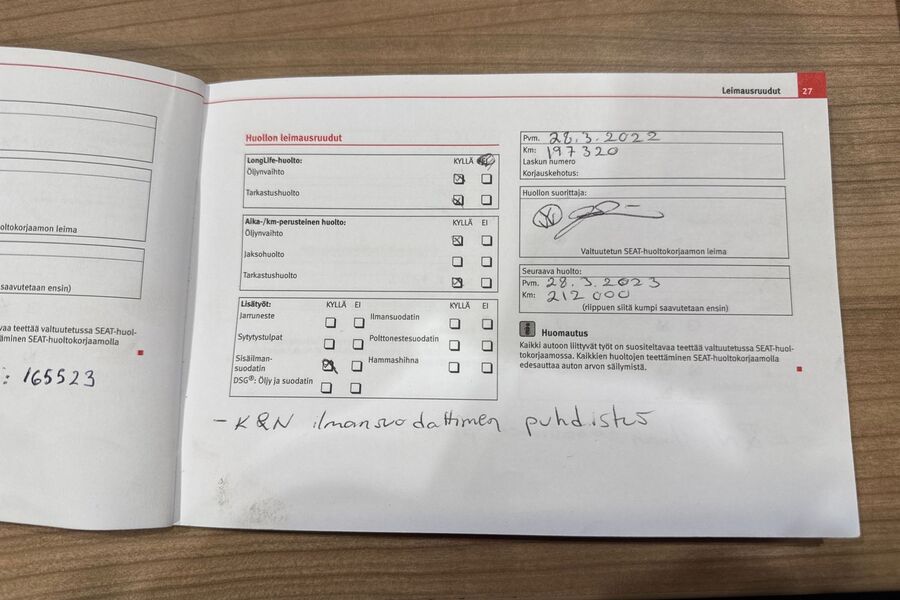 oltokorjaamon leima
saavutetaan ensin)
vaa teettää valtuutetussa SEAT-huol-
täminen SEAT-huoltokorjaamolla
: 165523
Leimausruudut 27
Huollon leimausruudut
LongLife-huolto: KYLLÄ
Öljynvaihto
Tarkastushuolto
Aika-/km-perusteinen huolto: KYLLÄ EI
Öljynvaihto
Jaksohuolto
Tarkastushuolto
Lisätyöt: KYLLÄ EI KYLLÄ EI
Jarruneste Ilmansuodatin
Sytytystulpat Polttonestesuodatin
Sisäilman-
suodatin Hammashihna
DSG®: Öljy ja suodatin
Pvm. 28.3.2022
Km: 197320
Laskun numero
Korjauskehotus:
Huollon suorittaja:
Valtuutetun SEAT-huoltokorjaamon leima
Seuraava huolto:
Pvm. 28.3.2023
Km: 212 000
(riippuen siitä kumpi saavutetaan ensin)
i Huomautus
Kaikki autoon liittyvät työt on suositeltavaa teettää valtuutetussa SEAT-huol-
tokorjaamossa. Kaikkien huoltojen teettäminen SEAT-huoltokorjaamolla
edesauttaa auton arvon säilymistä.
- K&N ilmansuodattimen puhdistus